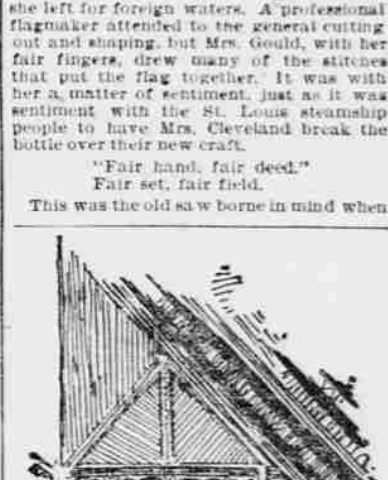 she left for foreign waters. A professional
flagmaker attended to the general cutting
out and shaping, but Mrs. Gould, with her
fair fingers, drew many of the stitches
that put the flag together. It was with
her a matter of sentiment, just as it was
sentiment with the St. Louis steamship
people to have Mrs. Cleveland break the
bottle over their new craft.
"Fair hand, fair deed."
Fair set, fair field.
This was the old saw borne in mind when